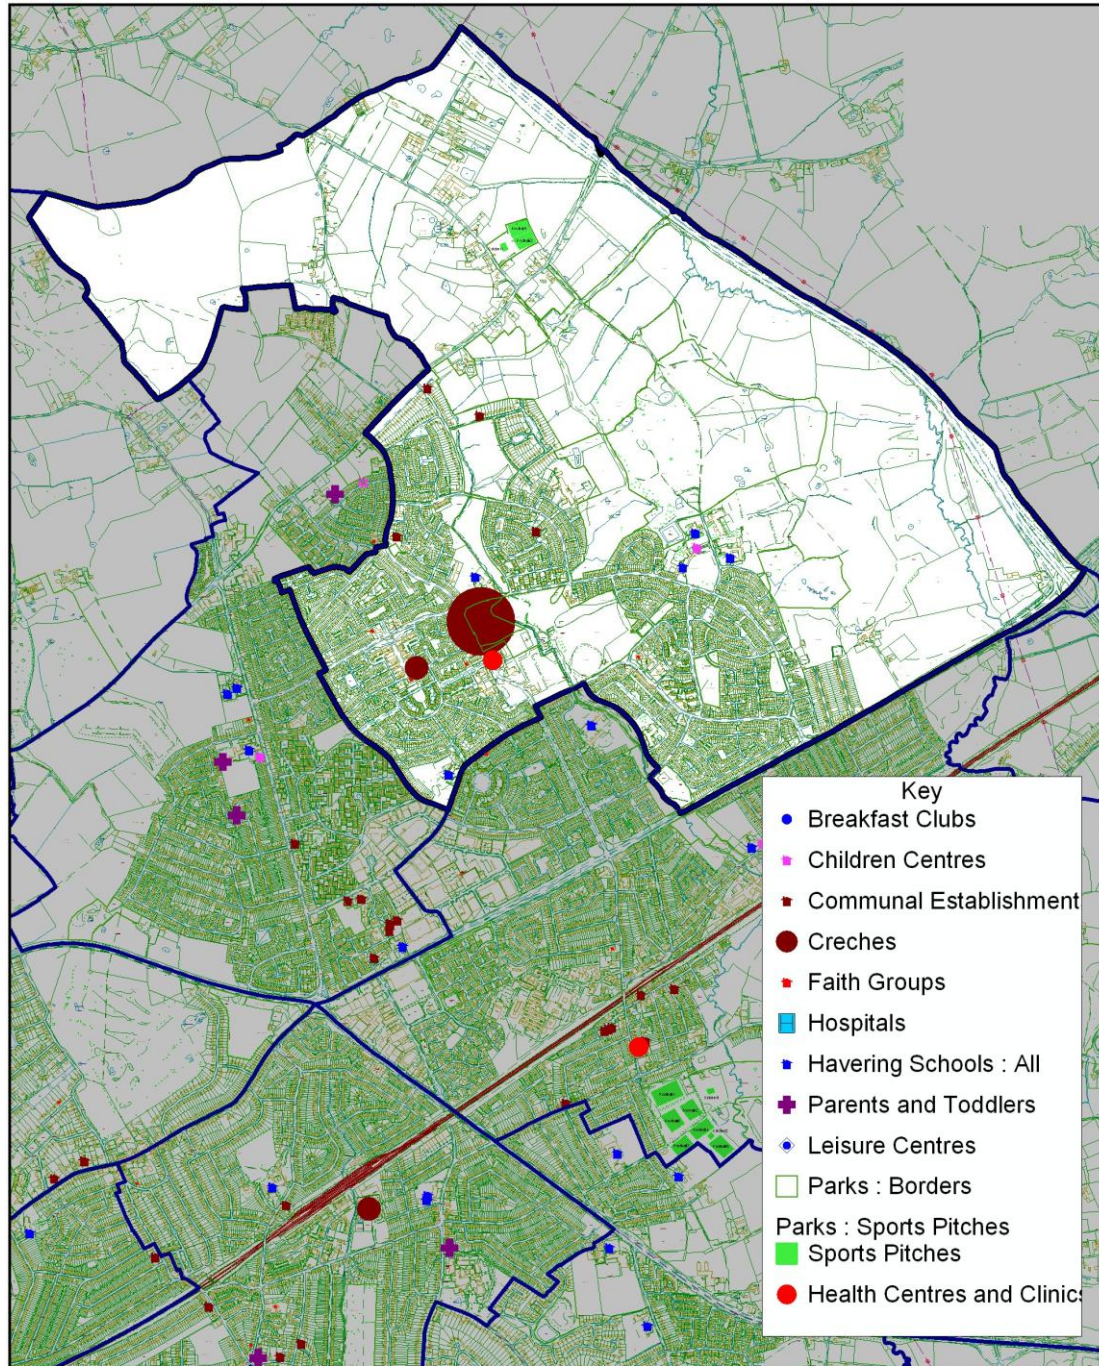 Key
Breakfast Clubs
Children Centres
Communal Establishment
Creches
Faith Groups
Hospitals
Havering Schools : All
Parents and Toddlers
Leisure Centres
Parks : Borders
Parks : Sports Pitches
Sports Pitches
Health Centres and Clinics